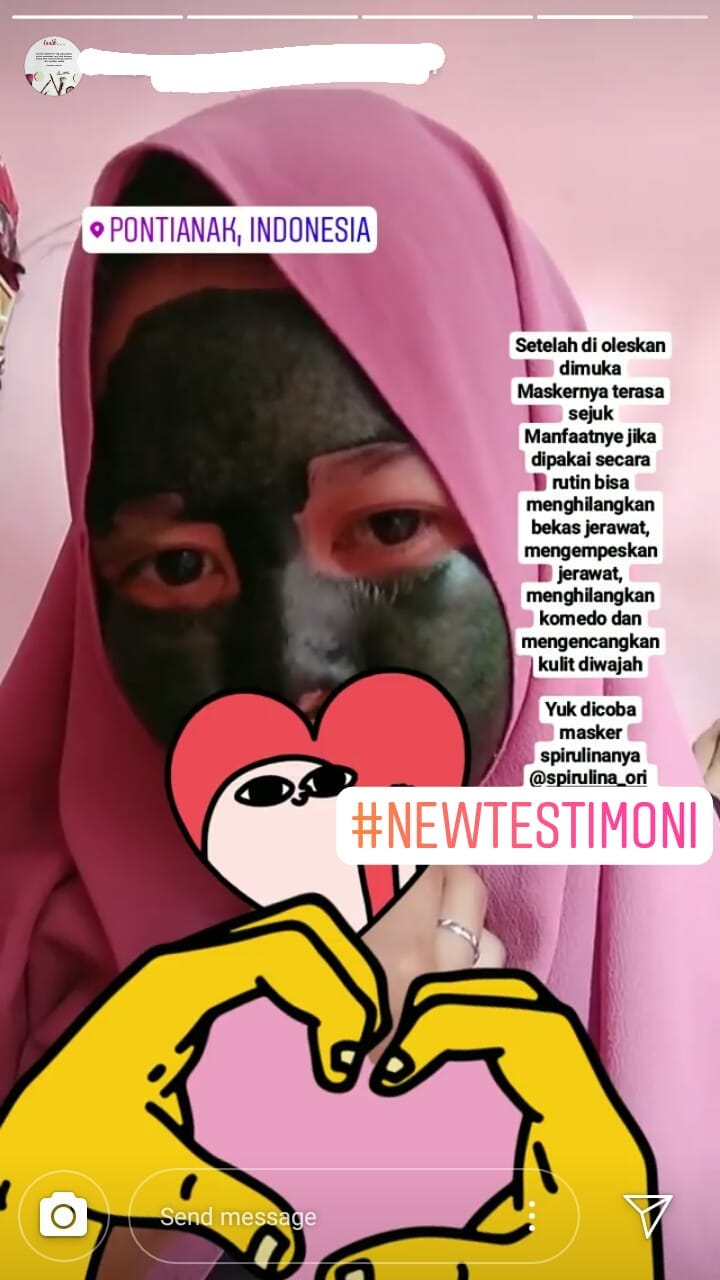 PONTIANAK, INDONESIA
Setelah di oleskan
dimuka
Maskernya terasa
sejuk
Manfaatnye jika
dipakai secara
rutin bisa
menghilangkan
bekas jerawat,
mengempeskan
jerawat,
menghilangkan
komedo dan
mengencangkan
kulit diwajah
Yuk dicoba
masker
spirulinanya
@spirulina_ori
#NEWTESTIMONI
Send message